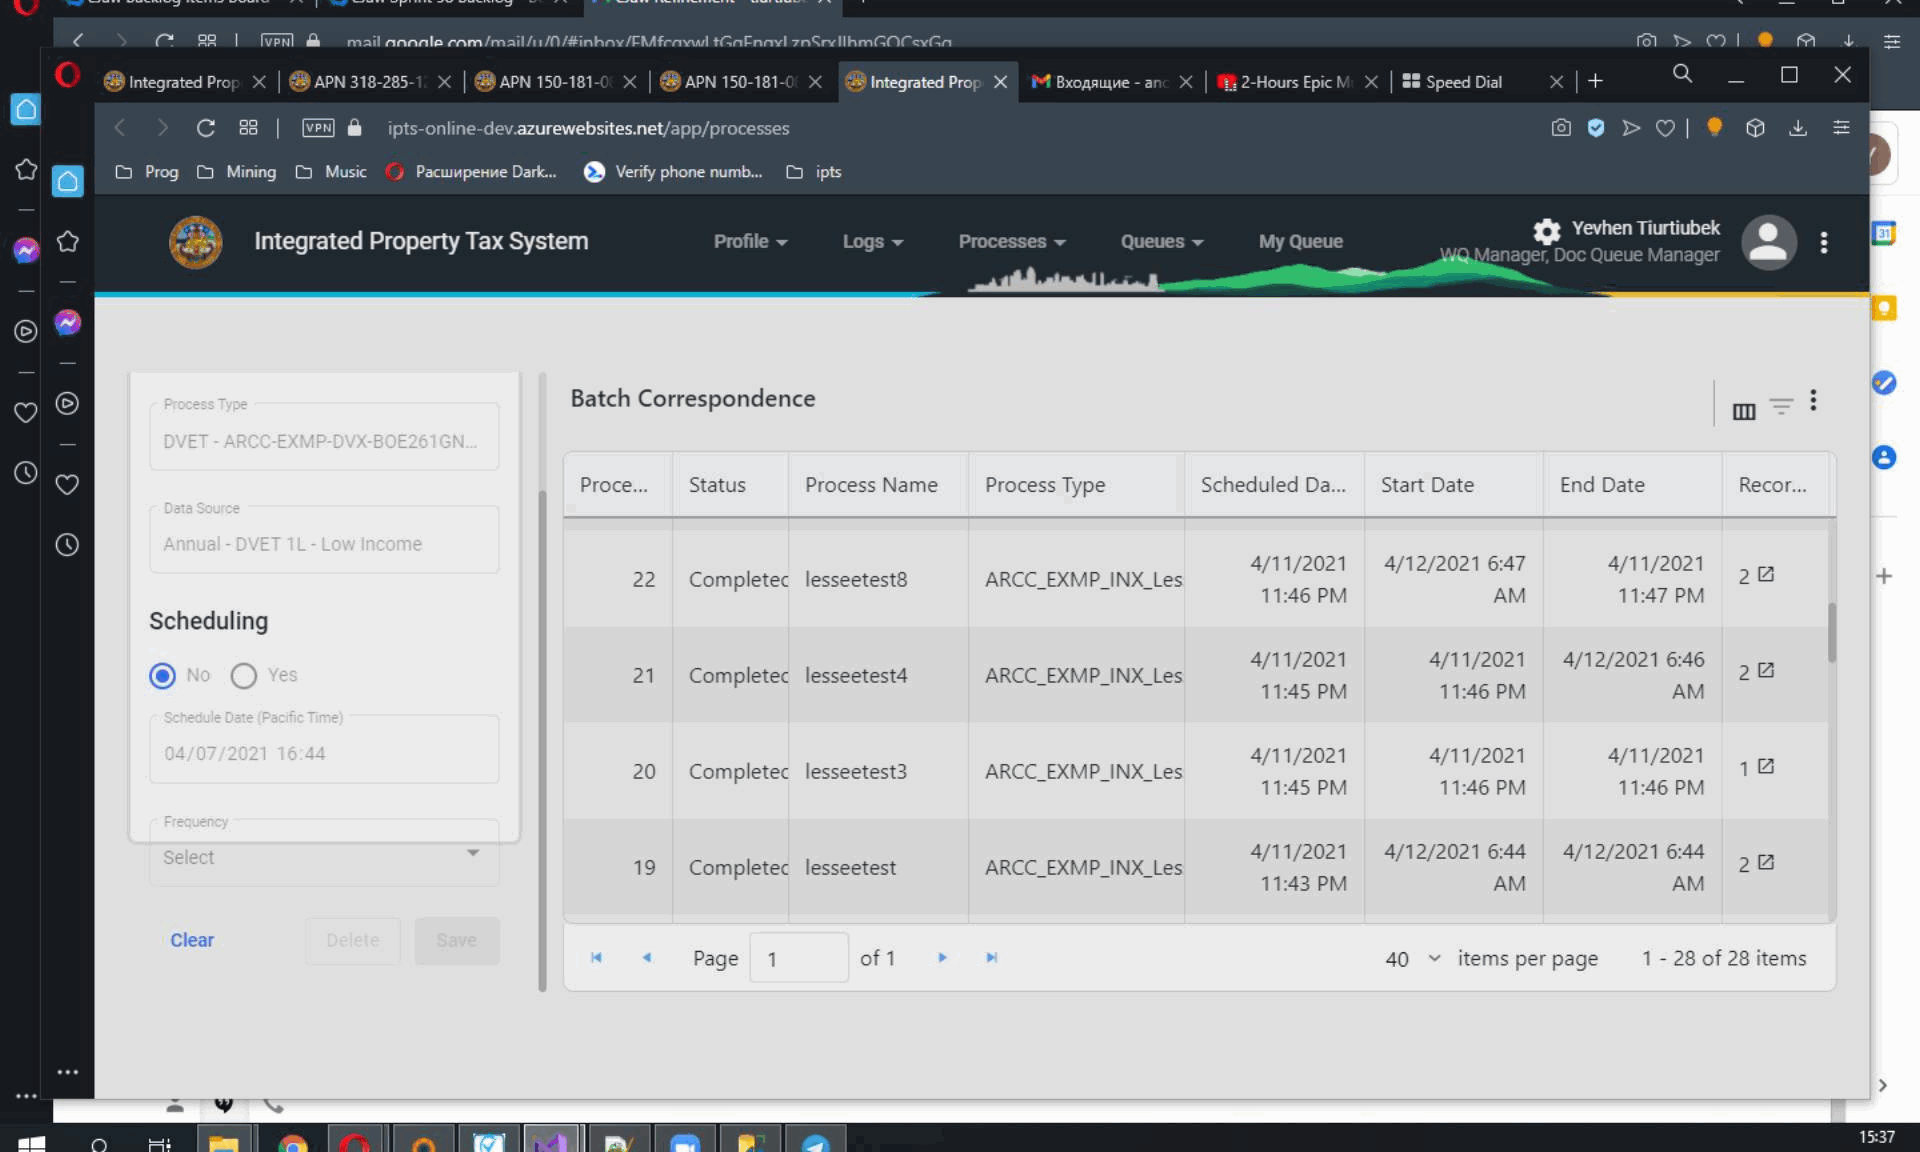 VPN
mail.google.com/mail/u/0/#inbox/
Integrated Prop
APN 318-285-1
APN 150-181-0
APN 150-181-0
Integrated Prop
Входящие - and
2-Hours Epic M
Speed Dial
VPN
ipts-online-dev.azurewebsites.net/app/processes
Prog
Mining
Music
Расширение Dark...
Verify phone numb...
ipts
Integrated Property Tax System
Profile
Logs
Processes
Queues
My Queue
Yevhen Tiurtiubek
WQ Manager, Doc Queue Manager
31
Process Type
DVET - ARCC-EXMP-DVX-BOE261GN...
Data Source
Annual - DVET 1L - Low Income
Scheduling
No
Yes
Schedule Date (Pacific Time)
04/07/2021 16:44
Frequency
Select
Clear
Delete
Save
Batch Correspondence
Proce...
Status
Process Name
Process Type
Scheduled Da...
Start Date
End Date
Recor...
22
Completed
lesseetest8
ARCC_EXMP_INX_Les
4/11/2021
11:46 PM
4/12/2021 6:47
AM
4/11/2021
11:47 PM
2
21
Completed
lesseetest4
ARCC_EXMP_INX_Les
4/11/2021
11:45 PM
4/11/2021
11:46 PM
4/12/2021 6:46
AM
2
20
Completed
lesseetest3
ARCC_EXMP_INX_Les
4/11/2021
11:45 PM
4/11/2021
11:46 PM
4/11/2021
11:46 PM
1
19
Completed
lesseetest
ARCC_EXMP_INX_Les
4/11/2021
11:43 PM
4/12/2021 6:44
AM
4/12/2021 6:44
AM
2
Page 1 of 1
40 items per page
1 - 28 of 28 items
15:37